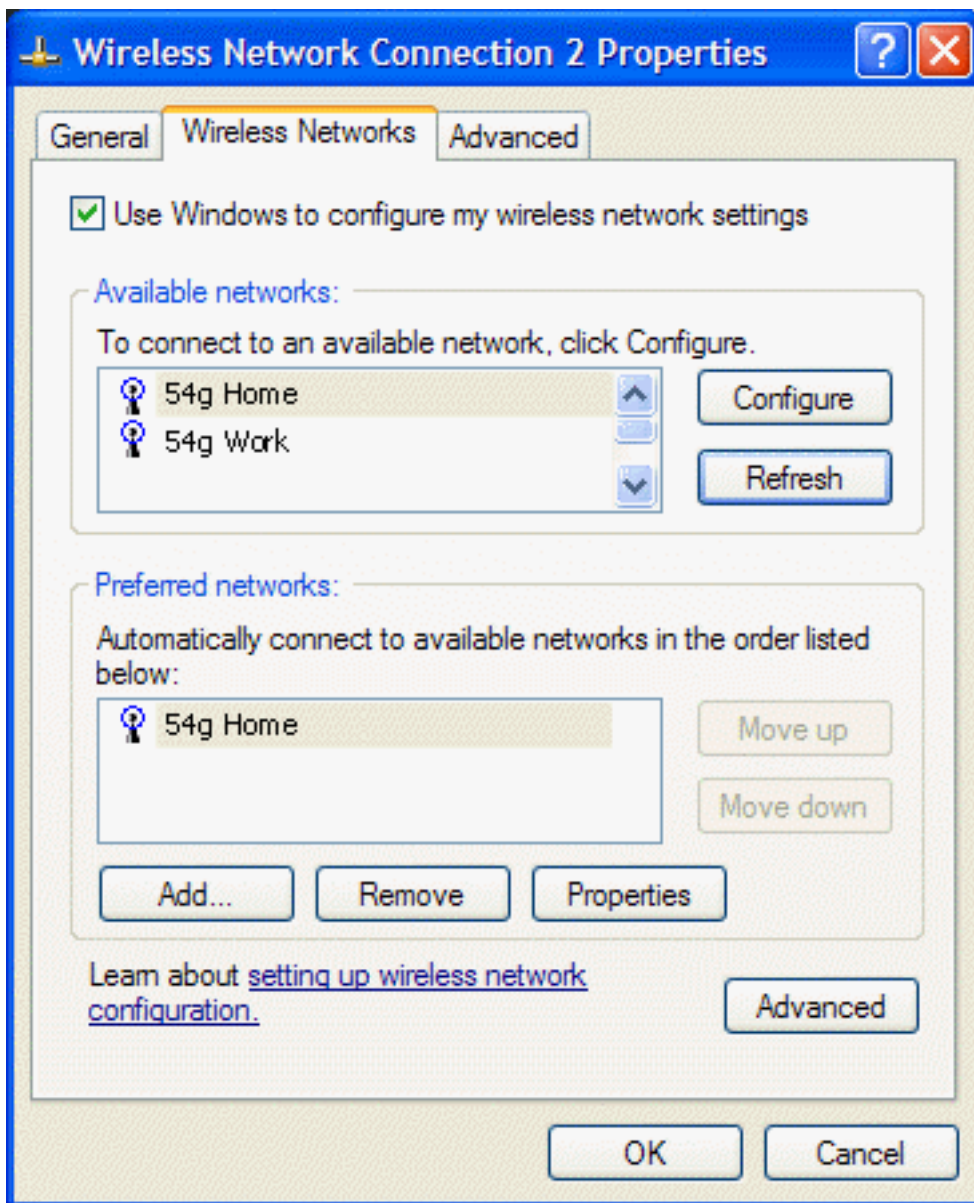 Wireless Network Connection 2 Properties
General
Wireless Networks
Advanced
Use Windows to configure my wireless network settings
Available networks:
To connect to an available network, click Configure.
54g Home
54g Work
Configure
Refresh
Preferred networks:
Automatically connect to available networks in the order listed
below:
54g Home
Move up
Move down
Add...
Remove
Properties
Learn about setting up wireless network
configuration.
Advanced
OK
Cancel